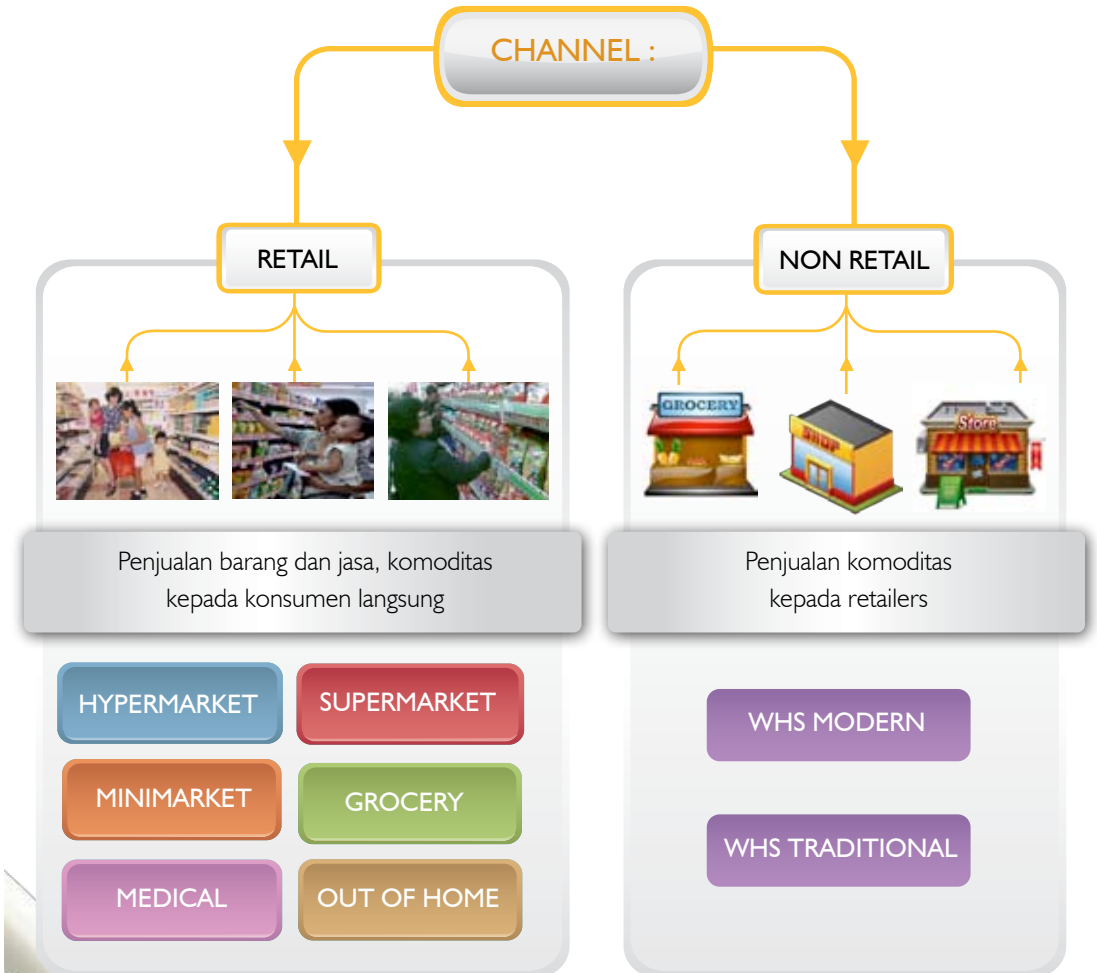 CHANNEL :
RETAIL
Penjualan barang dan jasa, komoditas
kepada konsumen langsung
HYPERMARKET
SUPERMARKET
MINIMARKET
GROCERY
MEDICAL
OUT OF HOME
NON RETAIL
GROCERY
SHOP
Store
Penjualan komoditas
kepada retailers
WHS MODERN
WHS TRADITIONAL